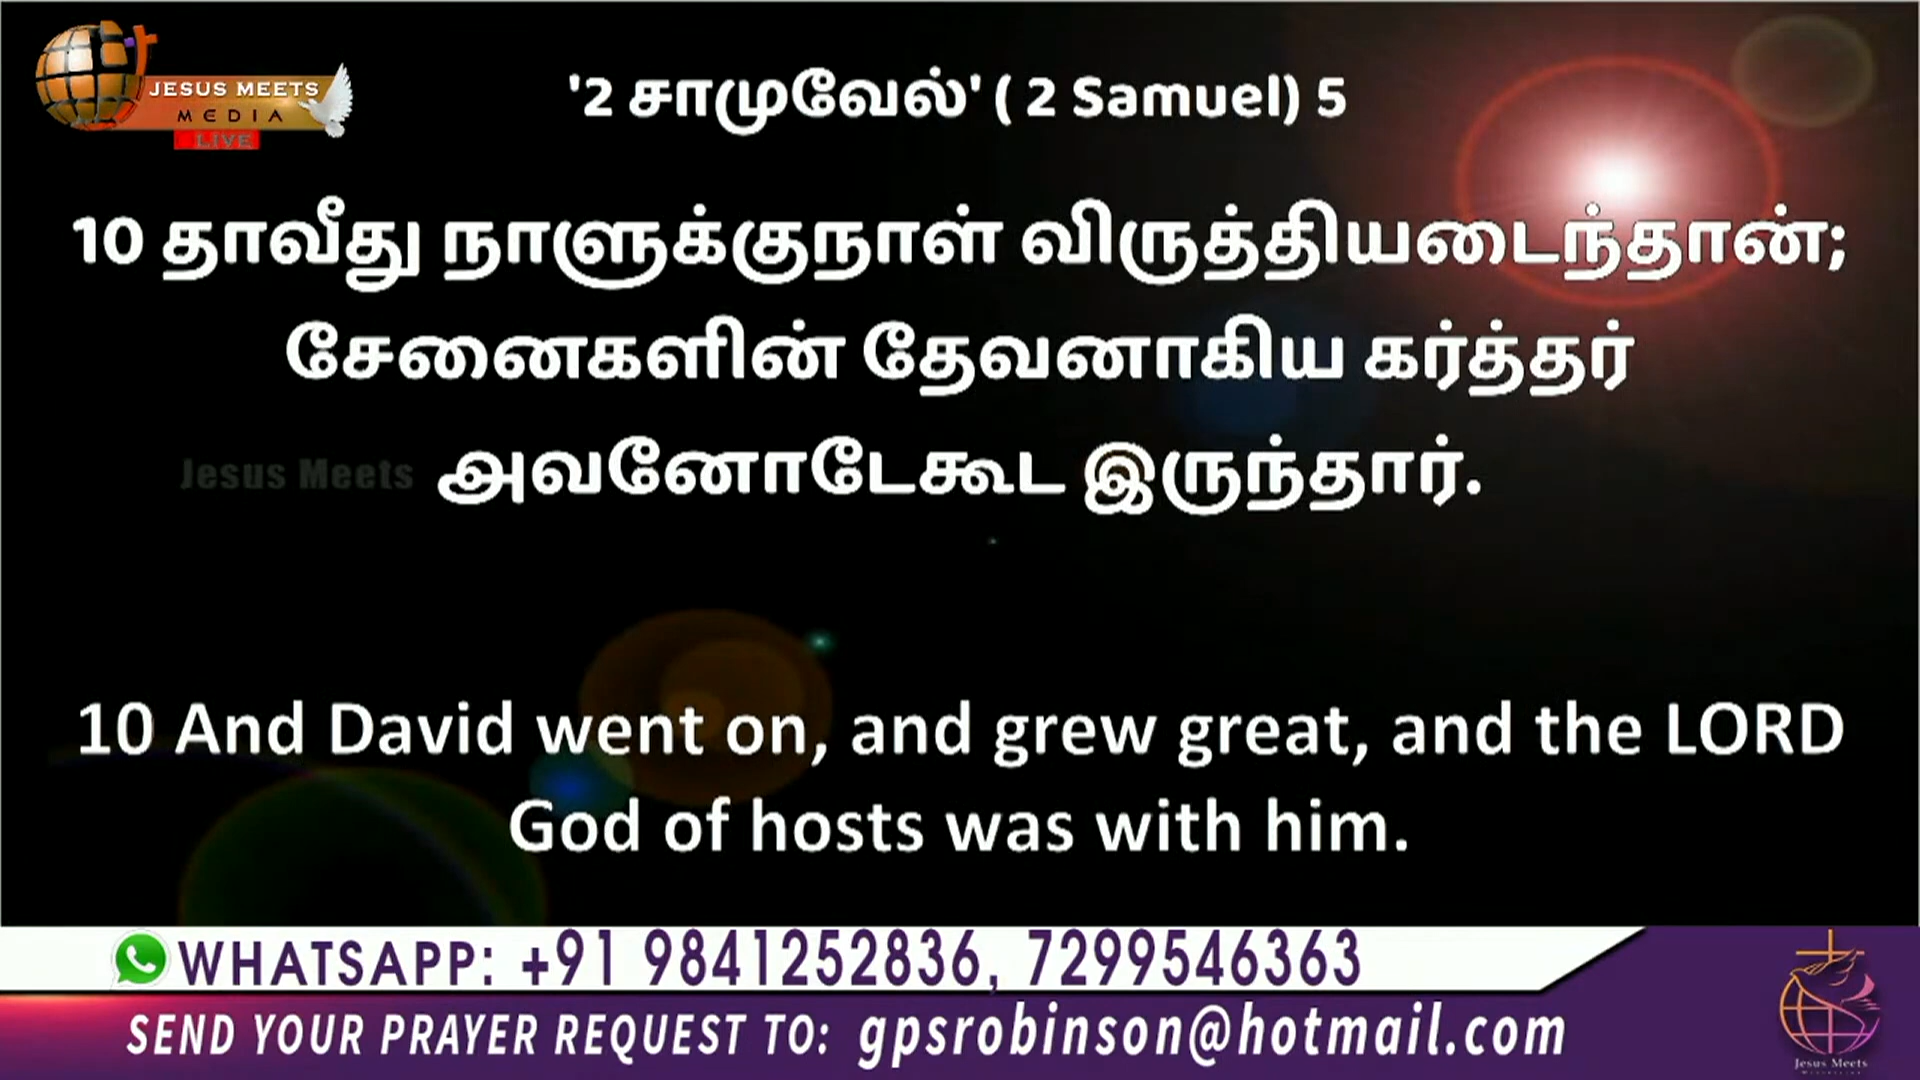 JESUS MEETS
MEDIA
LIVE
'2 சாமுவேல்' ( 2 Samuel) 5
10 தாவீது நாளுக்குநாள் விருத்தியடைந்தான்;
சேனைகளின் தேவனாகிய கர்த்தர்
அவனோடேகூட இருந்தார்.
Jesus Meets
10 And David went on, and grew great, and the LORD
God of hosts was with him.
WHATSAPP: +91 9841252836, 7299546363
SEND YOUR PRAYER REQUEST TO: gpsrobinson@hotmail.com
Jesus Meets